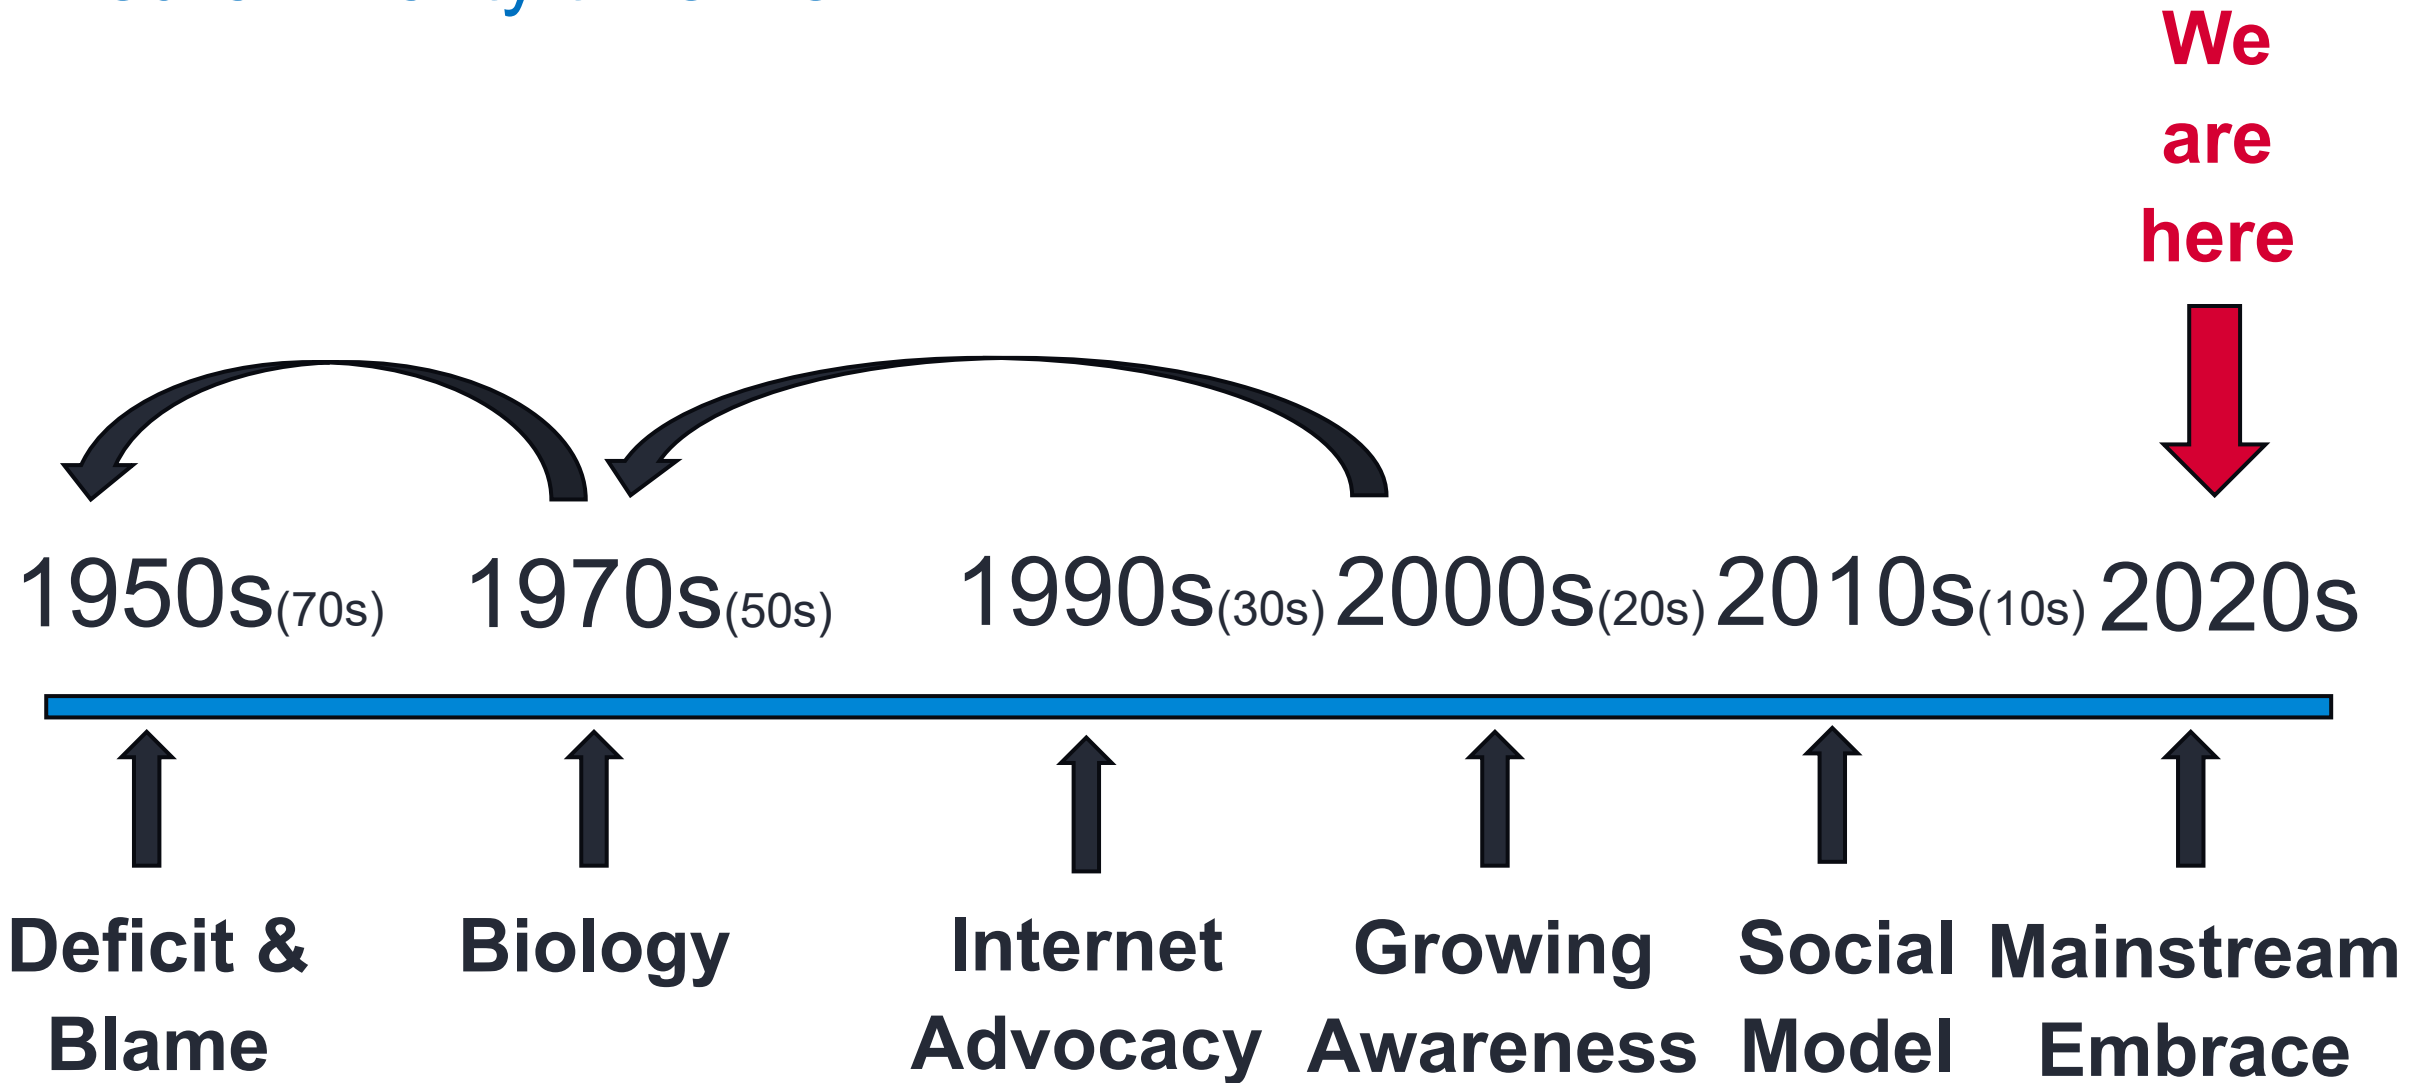 We
are
here
1950s(70s) 1970s(50s) 1990s(30s) 2000s(20s) 2010s(10s) 2020s
Deficit & Blame
Biology
Internet Advocacy
Growing Awareness
Social Model
Mainstream Embrace